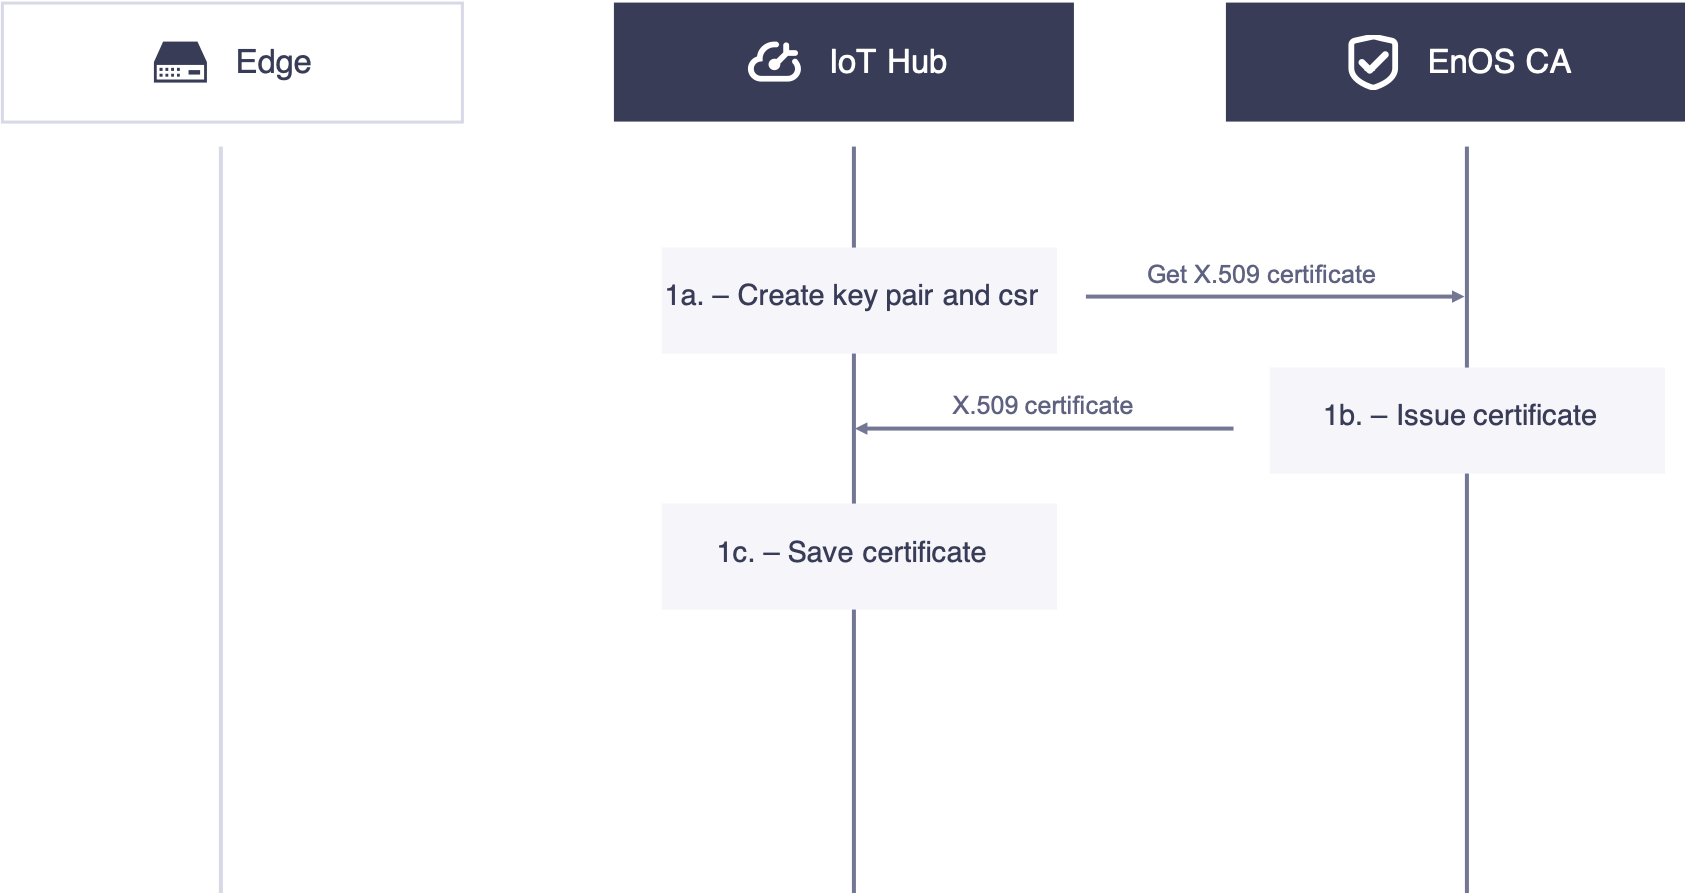 Edge
IoT Hub
EnOS CA
Get X.509 certificate
1a. – Create key pair and csr
X.509 certificate
1b. – Issue certificate
1c. – Save certificate